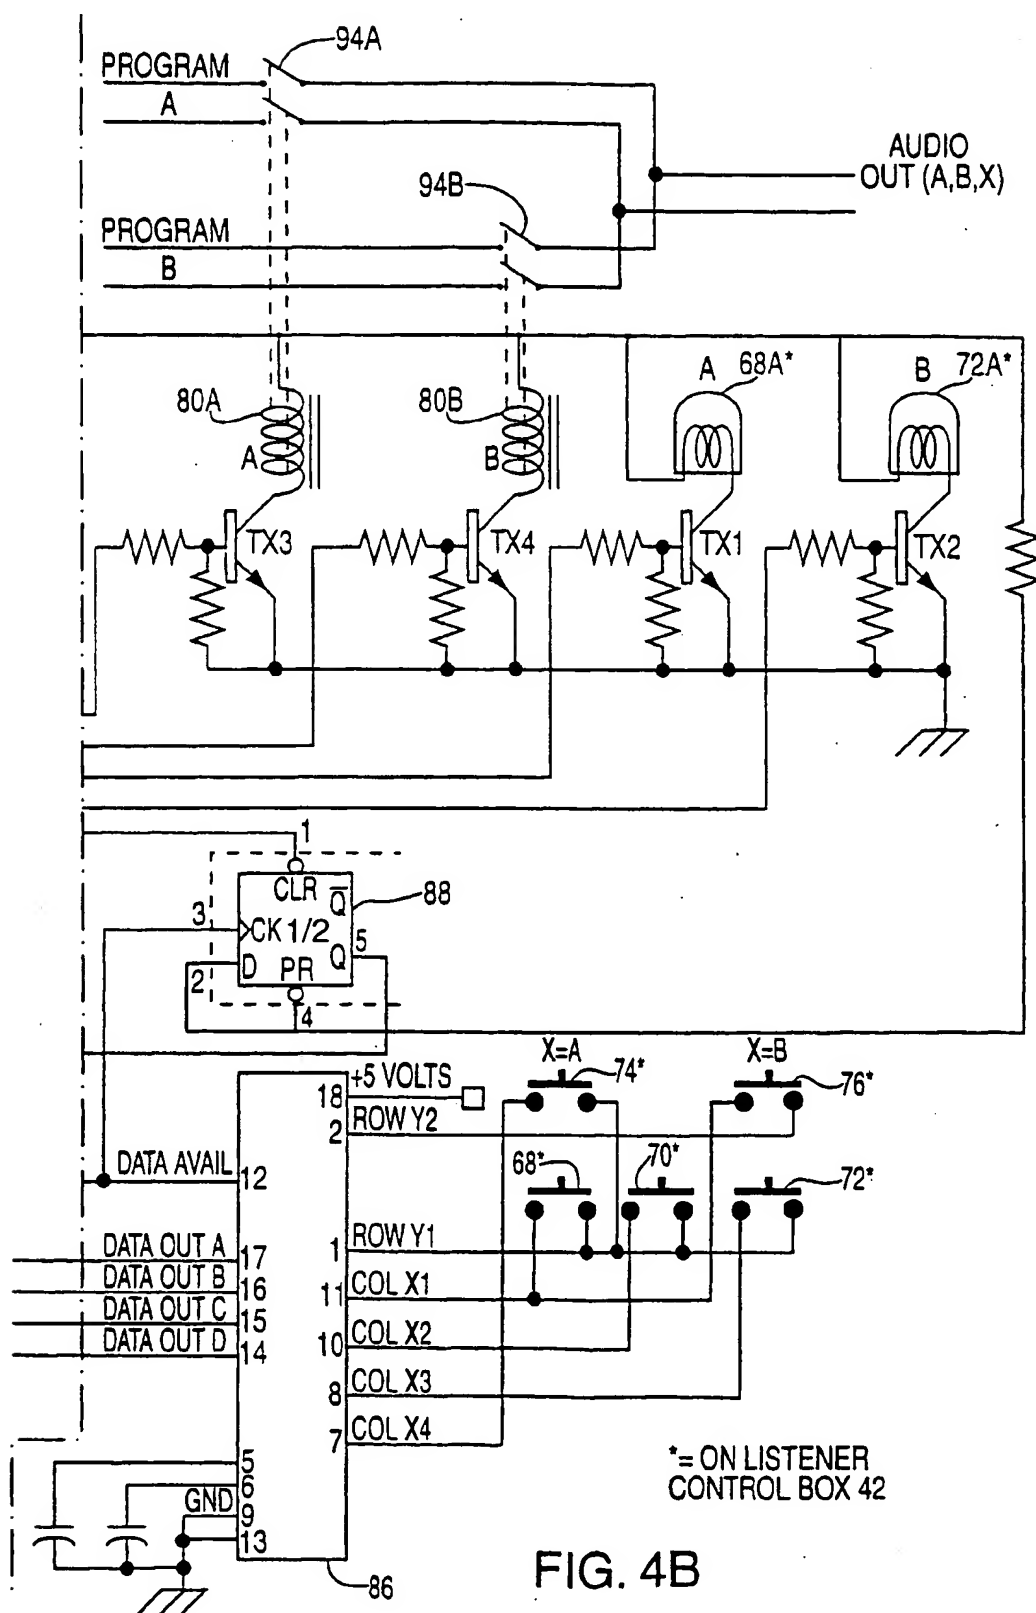 94A
PROGRAM
A
AUDIO
OUT (A,B,X)
94B
PROGRAM
B
A 68A*
B 72A*
80A
A
80B
B
TX3
TX4
TX1
TX2
1
CLR Q̅
88
3
CK 1/2
5
2
D PR Q
4
+5 VOLTS
18
X=A
74*
X=B
76*
2 ROW Y2
DATA AVAIL 12
68*
70*
72*
1 ROW Y1
DATA OUT A 17
DATA OUT B 16
11 COL X1
DATA OUT C 15
DATA OUT D 14
10 COL X2
8 COL X3
7 COL X4
5
6
GND 9
13
*= ON LISTENER
CONTROL BOX 42
86
FIG. 4B